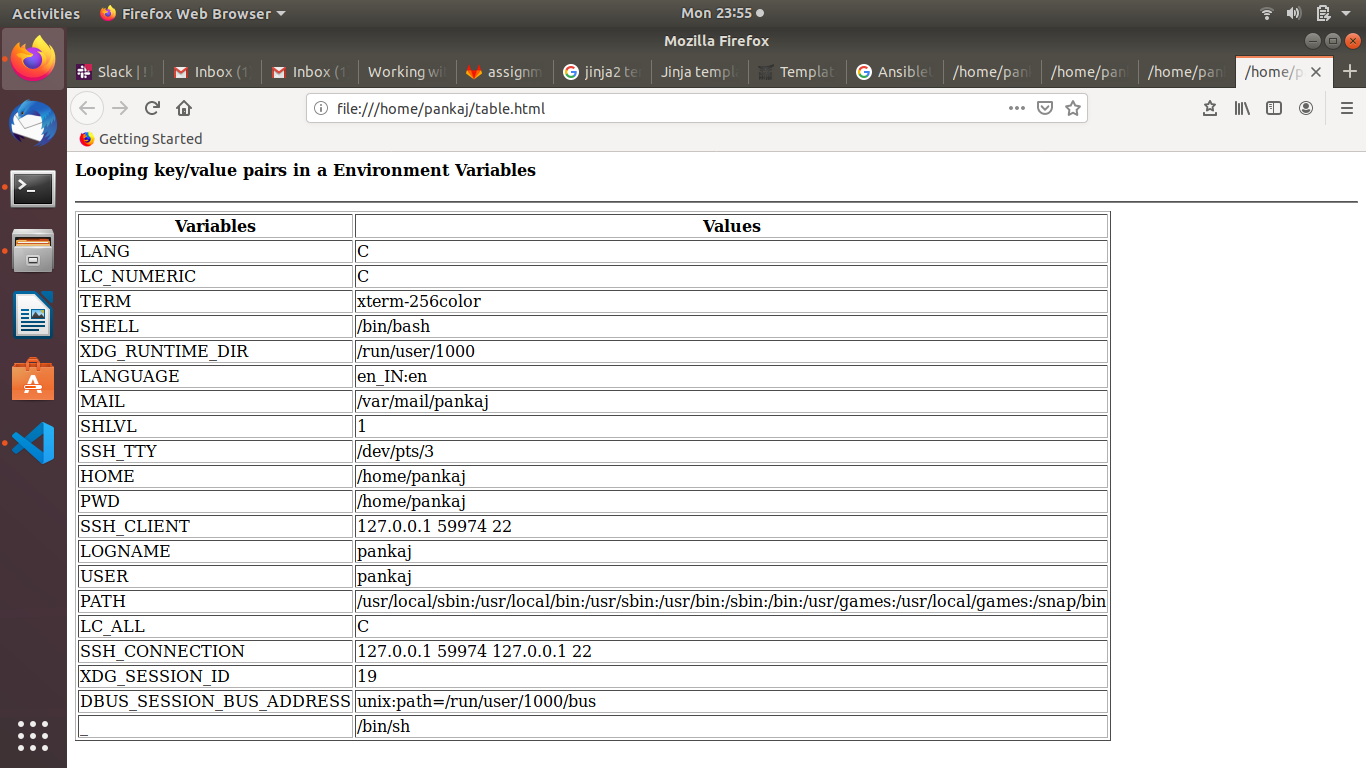 Activities Firefox Web Browser Mon 23:55
Mozilla Firefox
Slack | Inbox (1 Inbox (1 Working wi assignm jinja2 te Jinja templ Templat Ansible /home/pan /home/pan /home/pan /home/p
file:///home/pankaj/table.html
Getting Started
Looping key/value pairs in a Environment Variables
Variables Values
LANG C
LC_NUMERIC C
TERM xterm-256color
SHELL /bin/bash
XDG_RUNTIME_DIR /run/user/1000
LANGUAGE en_IN:en
MAIL /var/mail/pankaj
SHLVL 1
SSH_TTY /dev/pts/3
HOME /home/pankaj
PWD /home/pankaj
SSH_CLIENT 127.0.0.1 59974 22
LOGNAME pankaj
USER pankaj
PATH /usr/local/sbin:/usr/local/bin:/usr/sbin:/usr/bin:/sbin:/bin:/usr/games:/usr/local/games:/snap/bin
LC_ALL C
SSH_CONNECTION 127.0.0.1 59974 127.0.0.1 22
XDG_SESSION_ID 19
DBUS_SESSION_BUS_ADDRESS unix:path=/run/user/1000/bus
_ /bin/sh